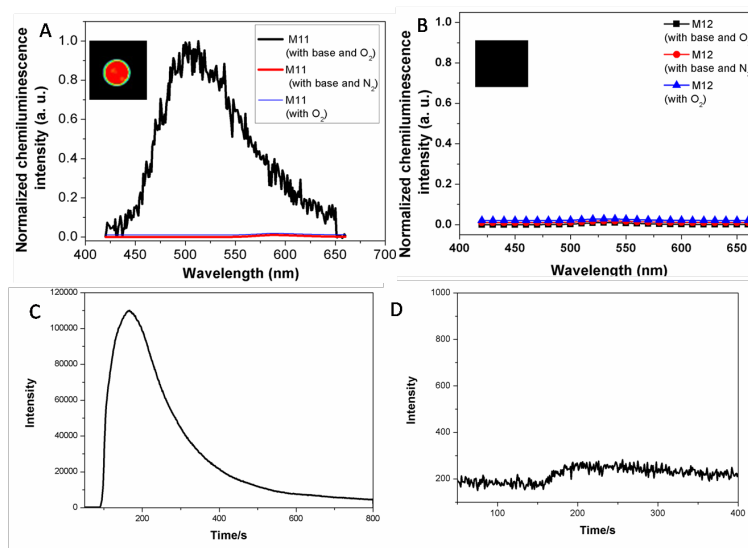 A
Normalized chemiluminescence
intensity (a. u.)
1.0
0.8
0.6
0.4
0.2
0.0
M11
(with base and O2)
M11
(with base and N2)
M11
(with O2)
400 450 500 550 600 650 700
Wavelength (nm)
B
Normalized chemiluminescence
intensity (a. u.)
1.0
0.8
0.6
0.4
0.2
0.0
M12
(with base and O
M12
(with base and N
M12
(with O2)
400 450 500 550 600 650
Wavelength (nm)
C
Intensity
120000
100000
80000
60000
40000
20000
0
200 400 600 800
Time/s
D
Intensity
1000
800
600
400
200
100 200 300 400
Time/s